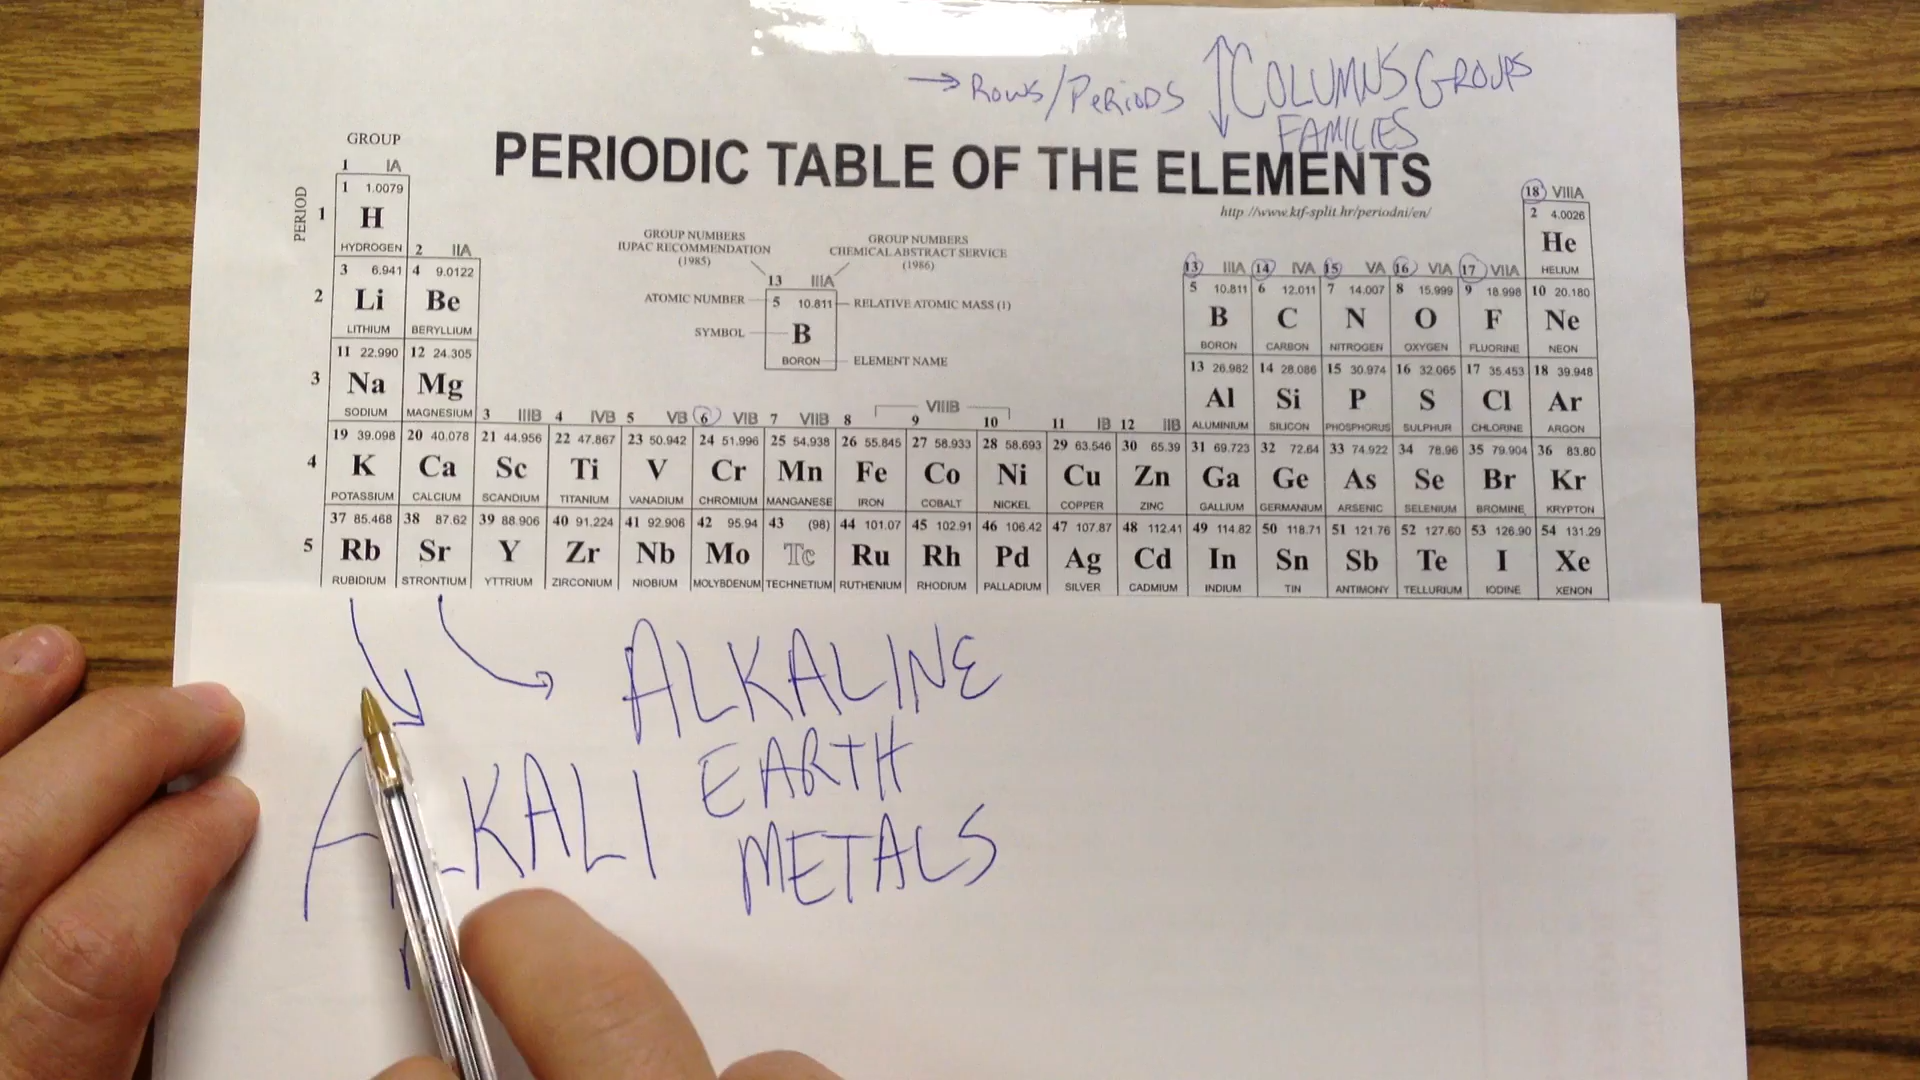 → Rows/Periods ↕ COLUMNS GROUPS
FAMILIES
GROUP
PERIODIC TABLE OF THE ELEMENTS
http://www.ktf-split.hr/periodni/en/
PERIOD
1 IA
18 VIIIA
1
1 1.0079
H
HYDROGEN
2 4.0026
He
HELIUM
GROUP NUMBERS
IUPAC RECOMMENDATION
(1985)
GROUP NUMBERS
CHEMICAL ABSTRACT SERVICE
(1986)
13 IIIA
ATOMIC NUMBER
5 10.811
RELATIVE ATOMIC MASS (1)
SYMBOL
B
BORON
ELEMENT NAME
2 IIA
13 IIIA 14 IVA 15 VA 16 VIA 17 VIIA
2
3 6.941 4 9.0122 5 10.811 6 12.011 7 14.007 8 15.999 9 18.998 10 20.180
Li Be B C N O F Ne
LITHIUM BERYLLIUM BORON CARBON NITROGEN OXYGEN FLUORINE NEON
3
11 22.990 12 24.305 13 26.982 14 28.086 15 30.974 16 32.065 17 35.453 18 39.948
Na Mg Al Si P S Cl Ar
SODIUM MAGNESIUM ALUMINIUM SILICON PHOSPHORUS SULPHUR CHLORINE ARGON
VIIIB
3 IIIB 4 IVB 5 VB 6 VIB 7 VIIB 8 9 10 11 IB 12 IIB
4
19 39.098 20 40.078 21 44.956 22 47.867 23 50.942 24 51.996 25 54.938 26 55.845 27 58.933 28 58.693 29 63.546 30 65.39 31 69.723 32 72.64 33 74.922 34 78.96 35 79.904 36 83.80
K Ca Sc Ti V Cr Mn Fe Co Ni Cu Zn Ga Ge As Se Br Kr
POTASSIUM CALCIUM SCANDIUM TITANIUM VANADIUM CHROMIUM MANGANESE IRON COBALT NICKEL COPPER ZINC GALLIUM GERMANIUM ARSENIC SELENIUM BROMINE KRYPTON
5
37 85.468 38 87.62 39 88.906 40 91.224 41 92.906 42 95.94 43 (98) 44 101.07 45 102.91 46 106.42 47 107.87 48 112.41 49 114.82 50 118.71 51 121.76 52 127.60 53 126.90 54 131.29
Rb Sr Y Zr Nb Mo Tc Ru Rh Pd Ag Cd In Sn Sb Te I Xe
RUBIDIUM STRONTIUM YTTRIUM ZIRCONIUM NIOBIUM MOLYBDENUM TECHNETIUM RUTHENIUM RHODIUM PALLADIUM SILVER CADMIUM INDIUM TIN ANTIMONY TELLURIUM IODINE XENON
ALKALINE
EARTH
METALS
ALKALI